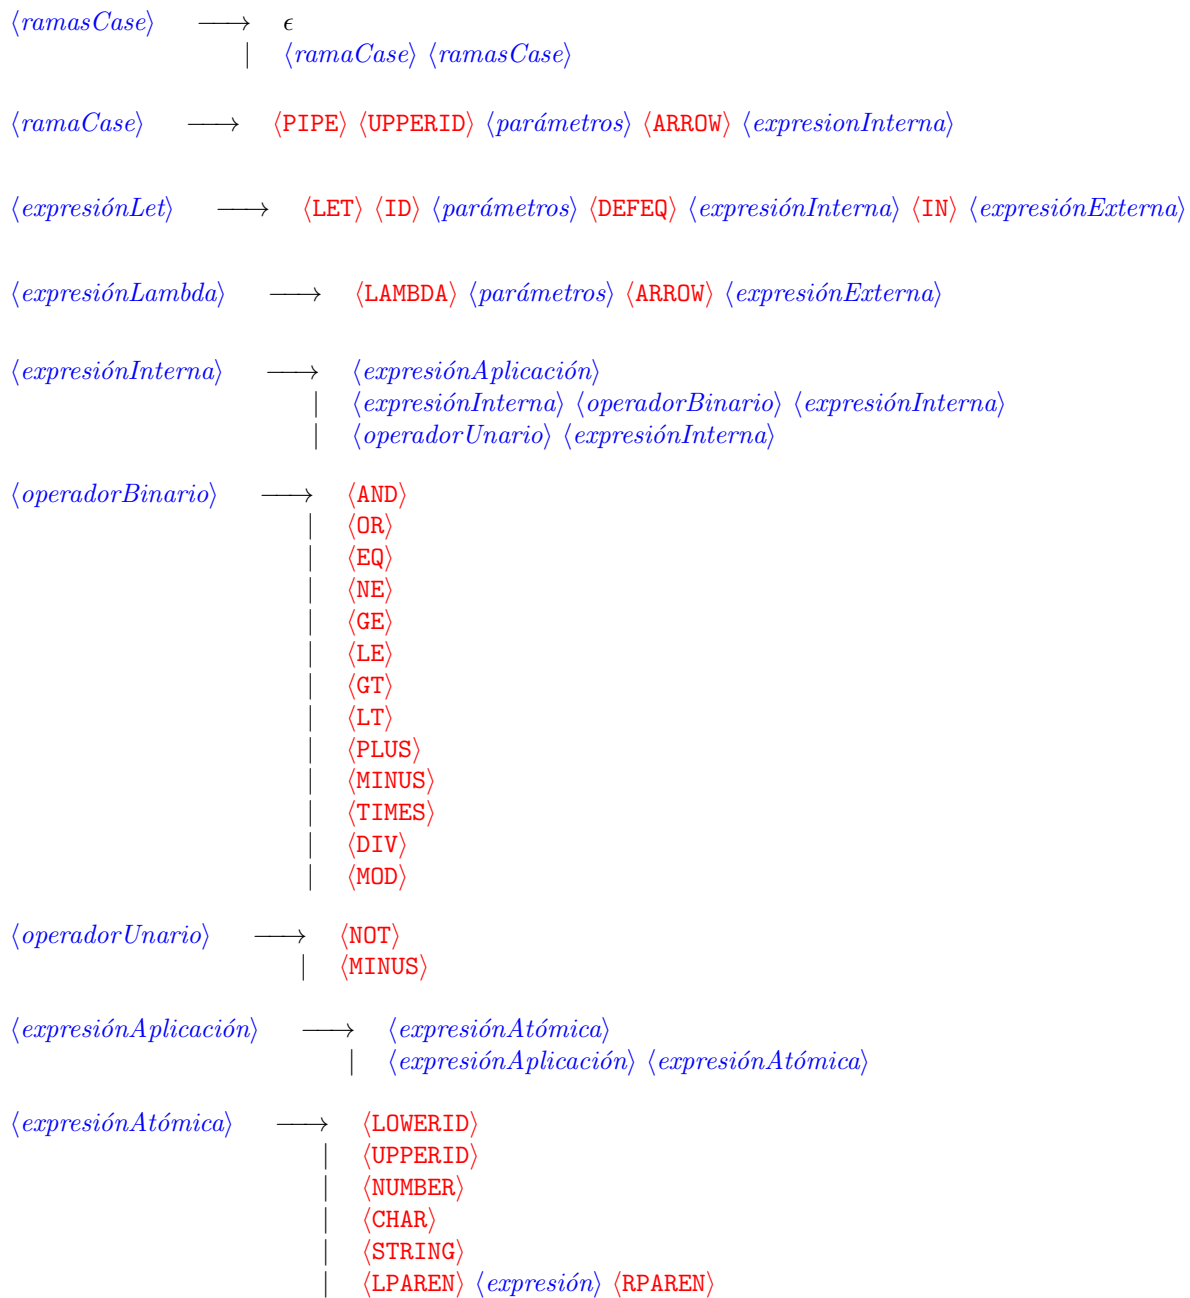 ⟨ramasCase⟩ ⟶ ϵ
| ⟨ramaCase⟩ ⟨ramasCase⟩
⟨ramaCase⟩ ⟶ ⟨PIPE⟩ ⟨UPPERID⟩ ⟨parámetros⟩ ⟨ARROW⟩ ⟨expresionInterna⟩
⟨expresiónLet⟩ ⟶ ⟨LET⟩ ⟨ID⟩ ⟨parámetros⟩ ⟨DEFEQ⟩ ⟨expresiónInterna⟩ ⟨IN⟩ ⟨expresiónExterna⟩
⟨expresiónLambda⟩ ⟶ ⟨LAMBDA⟩ ⟨parámetros⟩ ⟨ARROW⟩ ⟨expresiónExterna⟩
⟨expresiónInterna⟩ ⟶ ⟨expresiónAplicación⟩
| ⟨expresiónInterna⟩ ⟨operadorBinario⟩ ⟨expresiónInterna⟩
| ⟨operadorUnario⟩ ⟨expresiónInterna⟩
⟨operadorBinario⟩ ⟶ ⟨AND⟩
| ⟨OR⟩
| ⟨EQ⟩
| ⟨NE⟩
| ⟨GE⟩
| ⟨LE⟩
| ⟨GT⟩
| ⟨LT⟩
| ⟨PLUS⟩
| ⟨MINUS⟩
| ⟨TIMES⟩
| ⟨DIV⟩
| ⟨MOD⟩
⟨operadorUnario⟩ ⟶ ⟨NOT⟩
| ⟨MINUS⟩
⟨expresiónAplicación⟩ ⟶ ⟨expresiónAtómica⟩
| ⟨expresiónAplicación⟩ ⟨expresiónAtómica⟩
⟨expresiónAtómica⟩ ⟶ ⟨LOWERID⟩
| ⟨UPPERID⟩
| ⟨NUMBER⟩
| ⟨CHAR⟩
| ⟨STRING⟩
| ⟨LPAREN⟩ ⟨expresión⟩ ⟨RPAREN⟩